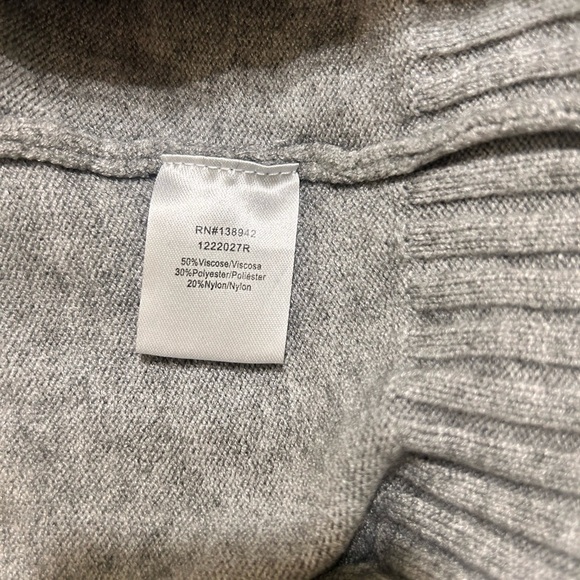 RN#138942
1222027R
50%Viscose/Viscosa
30%Polyester/Poliéster
20%Nylon/Nylon